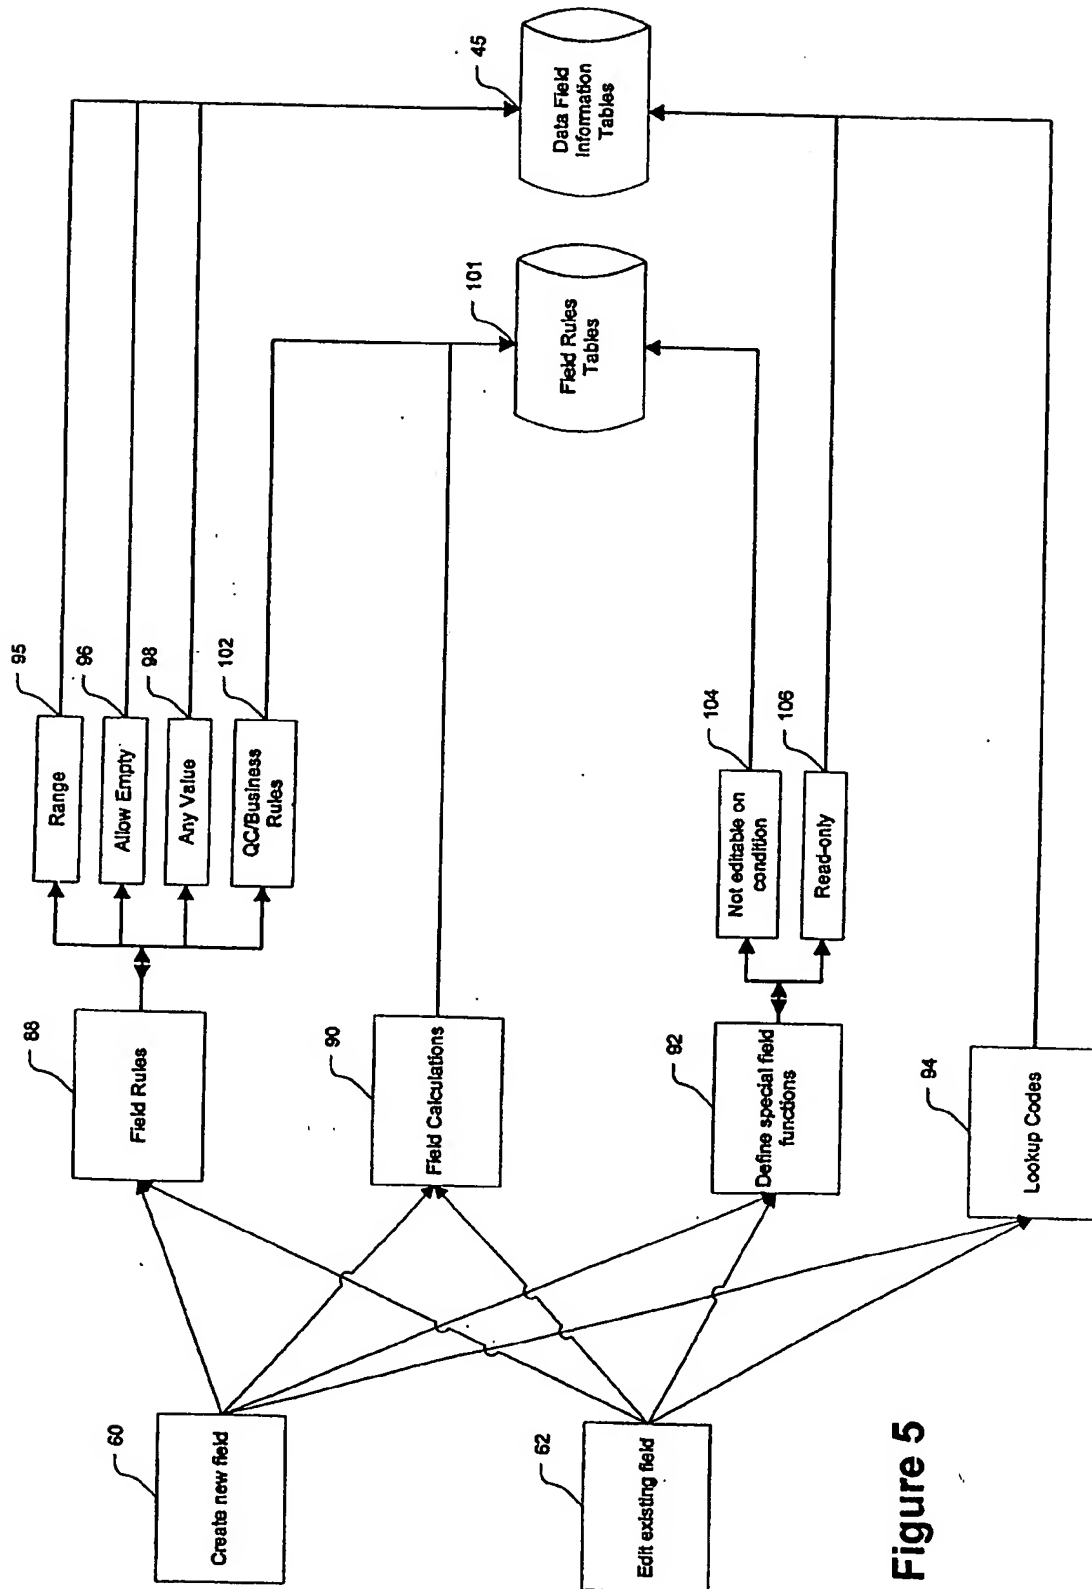 60
Create new field
62
Edit existing field
88
Field Rules
90
Field Calculations
92
Define special field
functions
94
Lookup Codes
95
Range
96
Allow Empty
98
Any Value
102
QC/Business
Rules
104
Not editable on
condition
106
Read-only
101
Field Rules
Tables
45
Data Field
Information
Tables
Figure 5